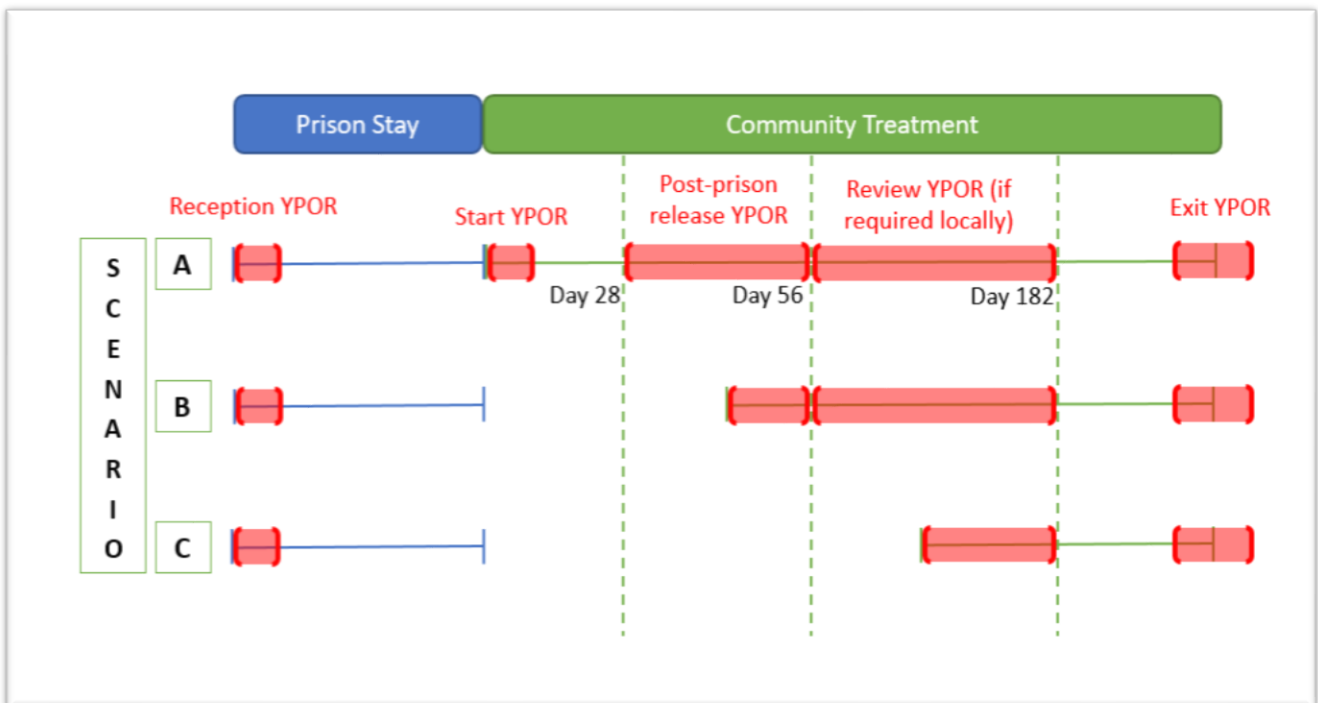 Prison Stay
Community Treatment
Reception YPOR
Start YPOR
Post-prison
release YPOR
Review YPOR (if
required locally)
Exit YPOR
SCENARIO
A
Day 28
Day 56
Day 182
B
C